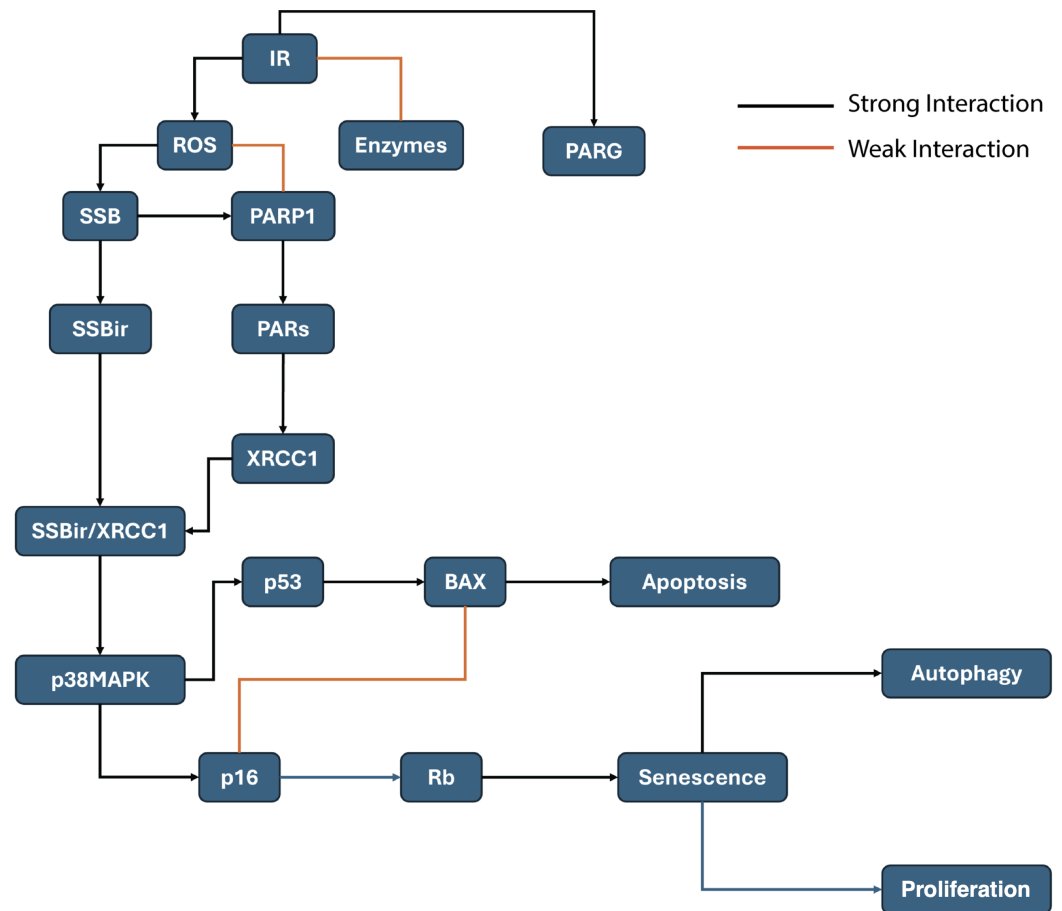 IR
Strong Interaction
ROS
Enzymes
PARG
Weak Interaction
SSB
PARP1
SSBir
PARs
XRCC1
SSBir/XRCC1
p53
BAX
Apoptosis
p38MAPK
Autophagy
p16
Rb
Senescence
Proliferation